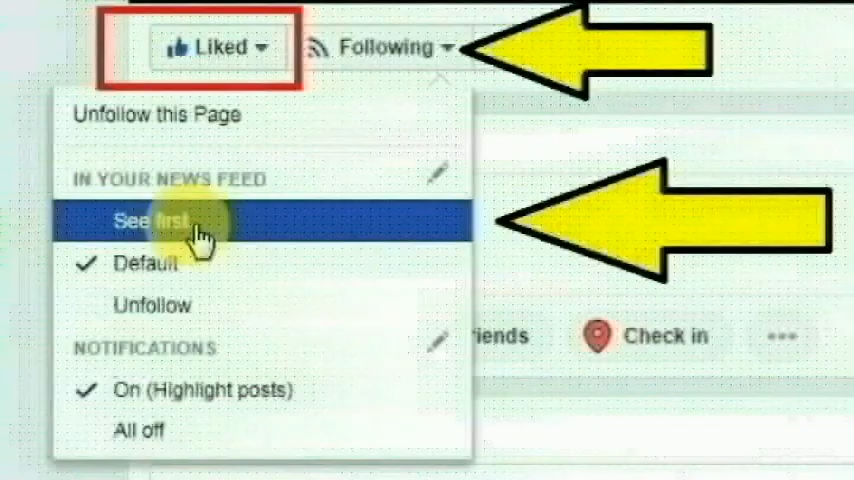 Liked Following
Unfollow this Page
IN YOUR NEWS FEED
See first
Default
Unfollow
riends Check in
NOTIFICATIONS
On (Highlight posts)
All off